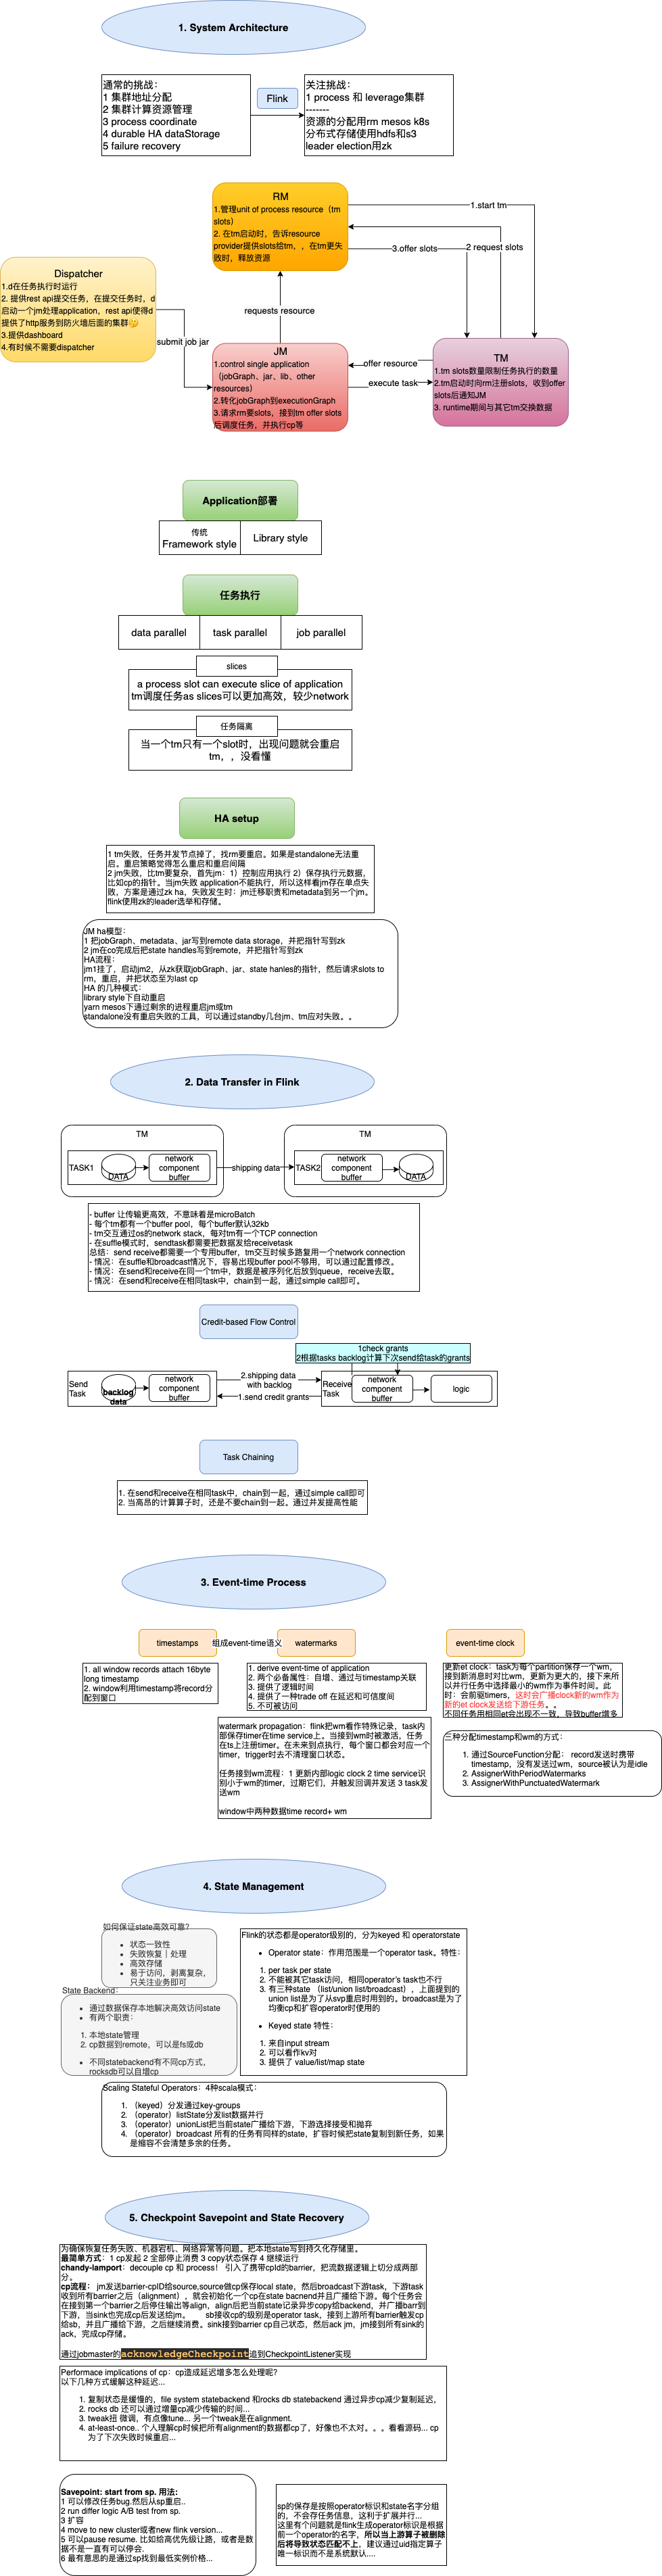 1. System Architecture
通常的挑战：
1 集群地址分配
2 集群计算资源管理
3 process coordinate
4 durable HA dataStorage
5 failure recovery
Flink
关注挑战：
1 process 和 leverage集群
-------
资源的分配用rm mesos k8s
分布式存储使用hdfs和s3
leader election用zk
RM
1.管理unit of process resource（tm
slots）
2. 在tm启动时，告诉resource
provider提供slots给tm，，在tm更失
败时，释放资源
1.start tm
2 request slots
3.offer slots
Dispatcher
1.d在任务执行时运行
2. 提供rest api提交任务，在提交任务时，d
启动一个jm处理application，rest api使得d
提供了http服务到防火墙后面的集群🤔
3.提供dashboard
4.有时候不需要dispatcher
submit job jar
requests resource
JM
1.control single application
（jobGraph、jar、lib、other
resources）
2.转化jobGraph到executionGraph
3.请求rm要slots，接到tm offer slots
后调度任务，并执行cp等
offer resource
execute task
TM
1.tm slots数量限制任务执行的数量
2.tm启动时向rm注册slots，收到offer
slots后通知JM
3. runtime期间与其它tm交换数据
Application部署
传统
Framework style
Library style
任务执行
data parallel
task parallel
job parallel
slices
a process slot can execute slice of application
tm调度任务as slices可以更加高效，较少network
任务隔离
当一个tm只有一个slot时，出现问题就会重启
tm，，没看懂
HA setup
1 tm失败，任务并发节点掉了，找rm要重启。如果是standalone无法重
启。重启策略觉得怎么重启和重启间隔
2 jm失败，比tm要复杂，首先jm：1）控制应用执行 2）保存执行元数据，
比如cp的指针。当jm失败 application不能执行，所以这样看jm存在单点失
败，方案是通过zk ha，失败发生时：jm迁移职责和metadata到另一个jm。
flink使用zk的leader选举和存储。
JM ha模型：
1 把jobGraph、metadata、jar写到remote data storage，并把指针写到zk
2 jm在co完成后把state handles写到remote，并把指针写到zk
HA流程：
jm1挂了，启动jm2，从zk获取jobGraph、jar、state hanles的指针，然后请求slots to
rm，重启，并把状态至为last cp
HA 的几种模式：
library style下自动重启
yarn mesos下通过剩余的进程重启jm或tm
standalone没有重启失败的工具，可以通过standby几台jm、tm应对失败。。
2. Data Transfer in Flink
TM
TASK1
DATA
network
component
buffer
shipping data
TM
TASK2
network
component
buffer
DATA
- buffer 让传输更高效，不意味着是microBatch
- 每个tm都有一个buffer pool，每个buffer默认32kb
- tm交互通过os的network stack，每对tm有一个TCP connection
- 在suffle模式时，sendtask都需要把数据发给receivetask
总结：send receive都需要一个专用buffer，tm交互时候多路复用一个network connection
- 情况：在suffle和broadcast情况下，容易出现buffer pool不够用，可以通过配置修改。
- 情况：在send和receive在同一个tm中，数据是被序列化后放到queue，receive去取。
- 情况：在send和receive在相同task中，chain到一起，通过simple call即可。
Credit-based Flow Control
1check grants
2根据tasks backlog计算下次send给task的grants
Send
Task
backlog
data
network
component
buffer
2.shipping data
with backlog
1.send credit grants
Receive
Task
network
component
buffer
logic
Task Chaining
1. 在send和receive在相同task中，chain到一起，通过simple call即可
2. 当高昂的计算算子时，还是不要chain到一起。通过并发提高性能
3. Event-time Process
timestamps
组成event-time语义
watermarks
event-time clock
1. all window records attach 16byte
long timestamp
2. window利用timestamp将record分
配到窗口
1. derive event-time of application
2. 两个必备属性：自增、通过与timestamp关联
3. 提供了逻辑时间
4. 提供了一种trade off 在延迟和可信度间
5. 不可被访问
更新et clock：task为每个partition保存一个wm，
接到新消息时对比wm，更新为更大的，接下来所
以并行任务中选择最小的wm作为事件时间。此
时：会前驱timers，这时会广播clock新的wm作为
新的et clock发送给下游任务。。
不同任务用相同et会出现不一致，导致buffer增多
watermark propagation：flink把wm看作特殊记录，task内
部保存timer在time service上。当接到wm时被激活，任务
在ts上注册timer。在未来到点执行，每个窗口都会对应一个
timer，trigger时去不清理窗口状态。
任务接到wm流程：1 更新内部logic clock 2 time service识
别小于wm的timer，过期它们，并触发回调并发送 3 task发
送wm
window中两种数据time record+ wm
三种分配timestamp和wm的方式：
1. 通过SourceFunction分配： record发送时携带
timestamp，没有发送过wm，source被认为是idle
2. AssignerWithPeriodWatermarks
3. AssignerWithPunctuatedWatermark
4. State Management
如何保证state高效可靠？
• 状态一致性
• 失败恢复｜处理
• 高效存储
• 易于访问，剥离复杂，
只关注业务即可
State Backend：
• 通过数据保存本地解决高效访问state
• 有两个职责：
1. 本地state管理
2. cp数据到remote，可以是fs或db
• 不同statebackend有不同cp方式，
rocksdb可以自增cp
Flink的状态都是operator级别的，分为keyed 和 operatorstate
• Operator state：作用范围是一个operator task。特性：
1. per task per state
2. 不能被其它task访问，相同operator's task也不行
3. 有三种state （list/union list/broadcast），上面提到的
union list是为了从svp重启时用到的。broadcast是为了
均衡cp和扩容operator时使用的
• Keyed state 特性：
1. 来自input stream
2. 可以看作kv对
3. 提供了 value/list/map state
Scaling Stateful Operators：4种scala模式：
1. （keyed）分发通过key-groups
2. （operator）listState分发list数据并行
3. （operator）unionList把当前state广播给下游，下游选择接受和抛弃
4. （operator）broadcast 所有的任务有同样的state，扩容时候把state复制到新任务，如果
是缩容不会清楚多余的任务。
5. Checkpoint Savepoint and State Recovery
为确保恢复任务失败、机器宕机、网络异常等问题。把本地state写到持久化存储里。
最简单方式：1 cp发起 2 全部停止消费 3 copy状态保存 4 继续运行
chandy-lamport：decouple cp 和 process！ 引入了携带cpId的barrier，把流数据逻辑上切分成两部
分。
cp流程： jm发送barrier-cpID给source,source做cp保存local state，然后broadcast下游task，下游task
收到所有barrier之后（alignment），就会初始化一个cp在state bacnend并且广播给下游。每个任务会
在接到第一个barrier之后停住输出等align，align后把当前state记录异步copy给backend，并广播barr到
下游，当sink也完成cp后发送给jm。 sb接收cp的级别是operator task，接到上游所有barrier触发cp
给sb，并且广播给下游，之后继续消费。sink接到barrier cp自己状态，然后ack jm，jm接到所有sink的
ack，完成cp存储。
通过jobmaster的acknowledgeCheckpoint追到CheckpointListener实现
Performace implications of cp：cp造成延迟增多怎么处理呢？
以下几种方式缓解这种延迟...
1. 复制状态是缓慢的，file system statebackend 和rocks db statebackend 通过异步cp减少复制延迟，
2. rocks db 还可以通过增量cp减少传输的时间...
3. tweak扭 微调，有点像tune... 另一个tweak是在alignment.
4. at-least-once.. 个人理解cp时候把所有alignment的数据都cp了，好像也不太对。。。看看源码... cp
为了下次失败时候重启...
Savepoint: start from sp. 用法:
1 可以修改任务bug.然后从sp重启..
2 run differ logic A/B test from sp.
3 扩容
4 move to new cluster或者new flink version...
5 可以pause resume. 比如给高优先级让路，或者是数
据不是一直有可以停会.
6 最有意思的是通过sp找到最低实例价格...
sp的保存是按照operator标识和state名字分组
的，不会存任务信息，这利于扩展并行...
这里有个问题就是flink生成operator标识是根据
前一个operator的名字，所以当上游算子被删除
后将导致状态匹配不上，建议通过uid指定算子
唯一标识而不是系统默认....